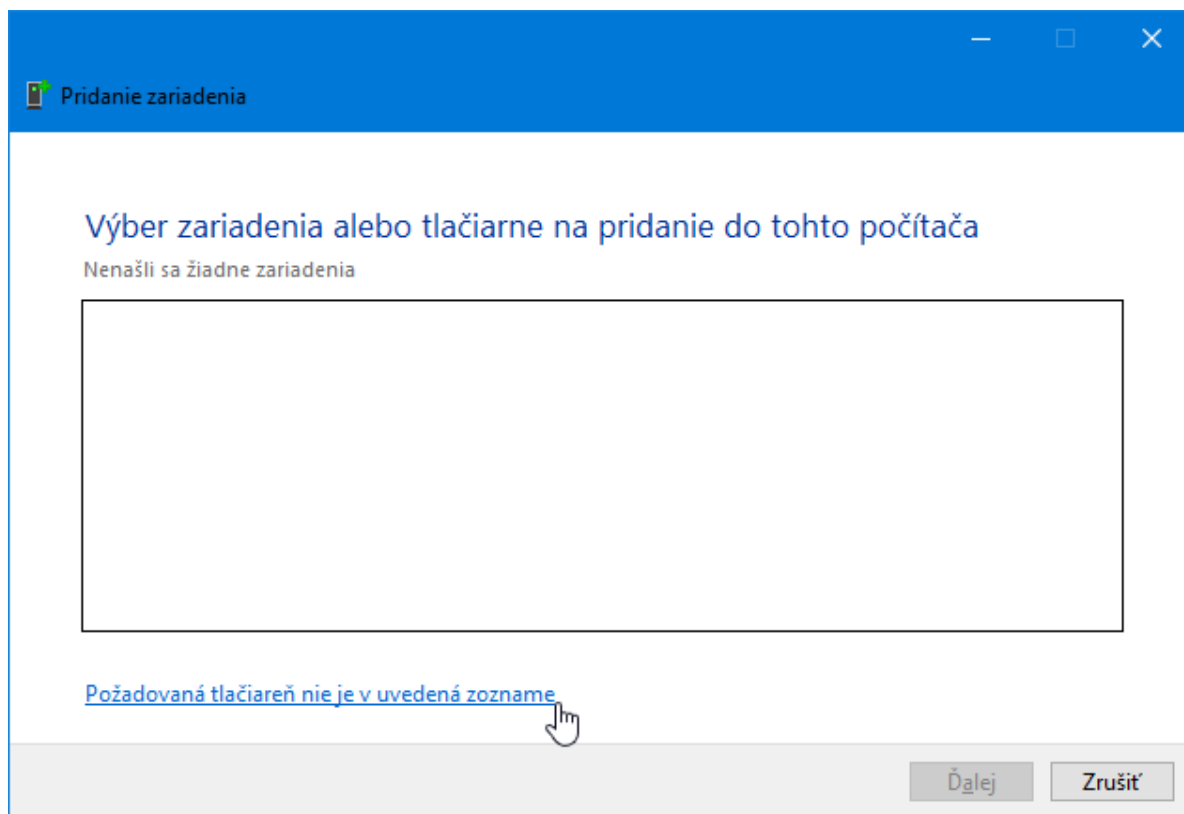 Pridanie zariadenia
Výber zariadenia alebo tlačiarne na pridanie do tohto počítača
Nenašli sa žiadne zariadenia
Požadovaná tlačiareň nie je v uvedená zozname
Ďalej
Zrušiť